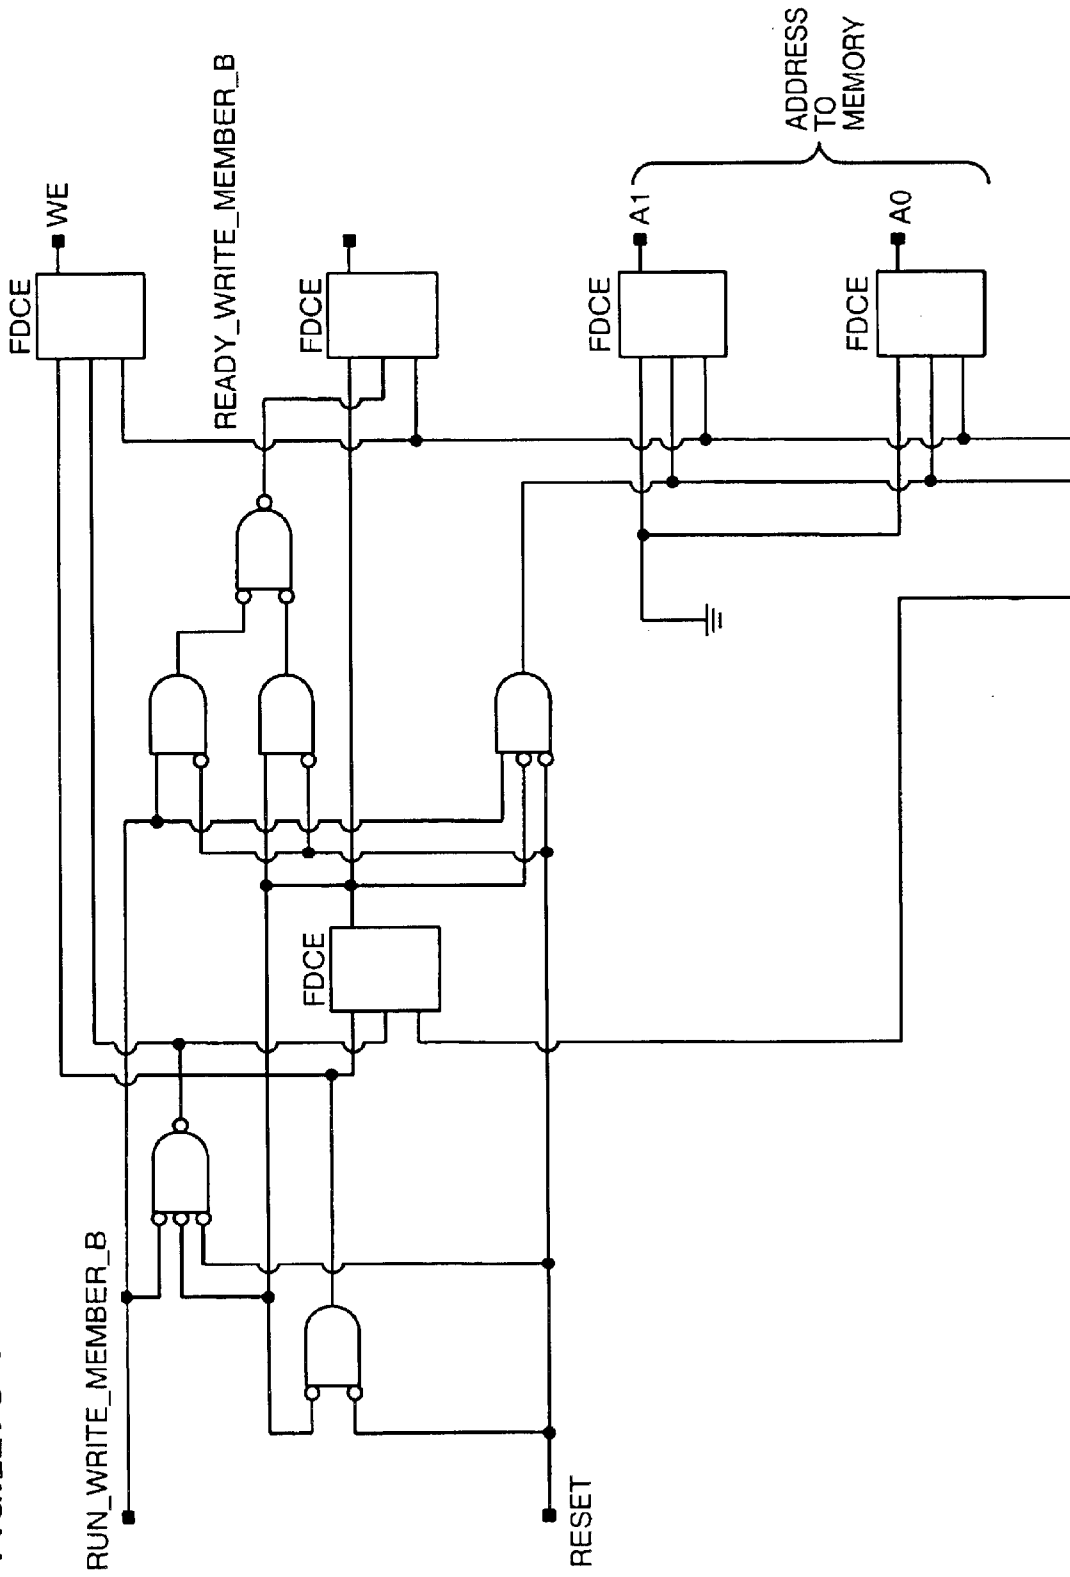 RUN_WRITE_MEMBER_B
RESET
FDCE
FDCE
WE
READY_WRITE_MEMBER_B
FDCE
FDCE
A1
FDCE
A0
ADDRESS
TO
MEMORY